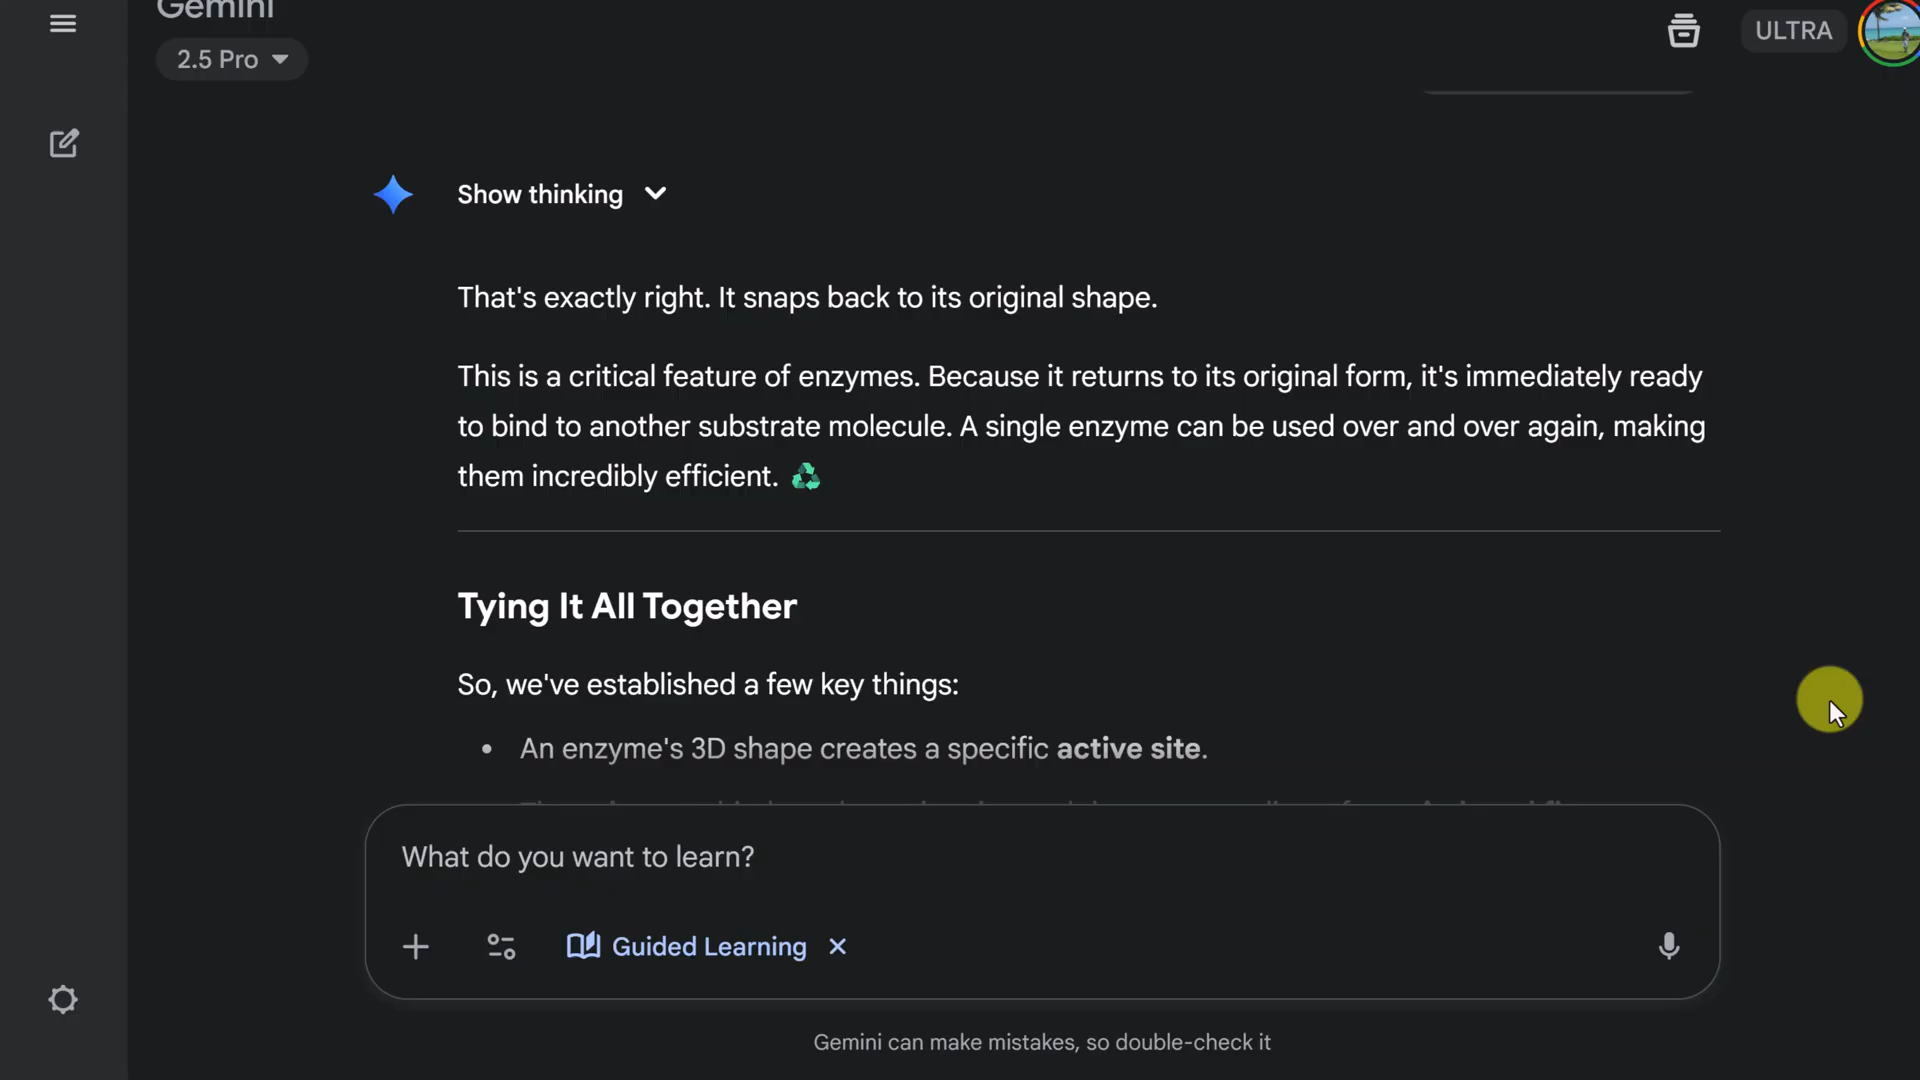 Gemini
2.5 Pro
ULTRA
Show thinking
That's exactly right. It snaps back to its original shape.
This is a critical feature of enzymes. Because it returns to its original form, it's immediately ready
to bind to another substrate molecule. A single enzyme can be used over and over again, making
them incredibly efficient. ♻️
Tying It All Together
So, we've established a few key things:
• An enzyme's 3D shape creates a specific active site.
What do you want to learn?
Guided Learning
Gemini can make mistakes, so double-check it